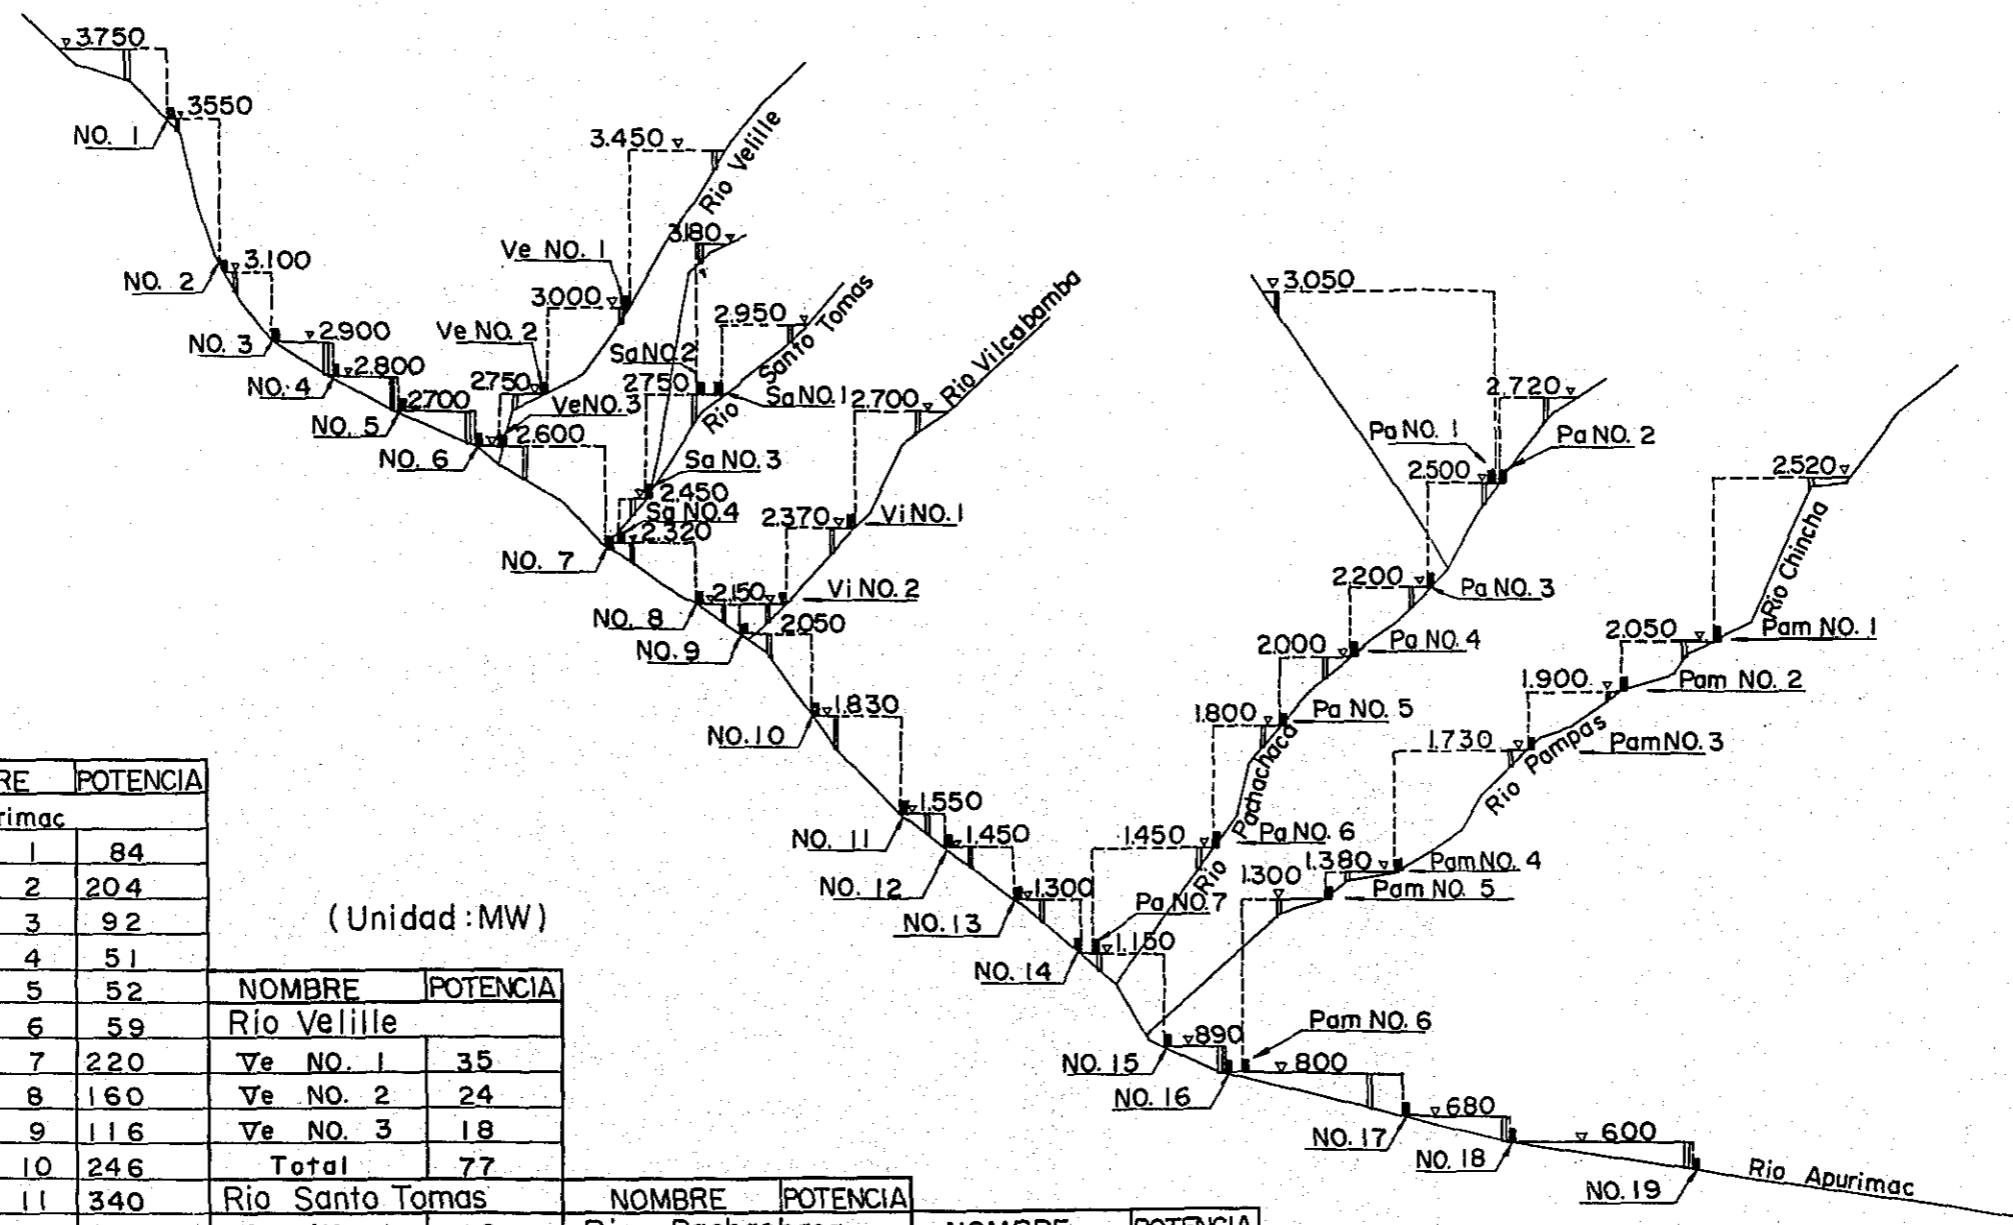 3.750
3550
NO. 1
3.450
Rio Velille
3.180
Ve NO. 1
3.100
NO. 2
3.000
2.950
Rio Santo Tomas
Rio Vilcabamba
3.050
2.900
NO. 3
Ve NO. 2
Sa NO.2
2.800
NO. 4
2.750
2750
Sa NO.1
2.700
2.720
2700
Ve NO. 3
NO. 5
2.600
NO. 6
Pa NO. 1
Pa NO. 2
2.500
2.520
Sa NO. 3
2.450
Sa NO.4
2.320
2.370
Vi NO. 1
Rio Chincha
NO. 7
2.200
Pa NO. 3
2.150
Vi NO. 2
NO. 8
2.050
NO. 9
2.000
Pa NO. 4
2.050
Pam NO. 1
1.900
Pam NO. 2
1.830
NO. 10
1.800
Pa NO. 5
1.730
Rio Pampas
Pam NO. 3
Rio Pachachaca
1.550
NO. 11
1.450
NO. 12
1.450
Pa NO. 6
1.380
Pam NO. 4
1.300
Pam NO. 5
1.300
NO. 13
Pa NO. 7
1.150
NO. 14
890
NO. 15
Pam NO. 6
800
NO. 16
680
NO. 17
600
NO. 18
NO. 19
Rio Apurimac
(Unidad : MW)
RE POTENCIA
rimac
1 84
2 204
3 92
4 51
5 52
6 59
7 220
8 160
9 116
10 246
11 340
NOMBRE POTENCIA
Río Velille
Ve NO. 1 35
Ve NO. 2 24
Ve NO. 3 18
Total 77
Rio Santo Tomas
NOMBRE POTENCIA
NOMBRE POTENCIA